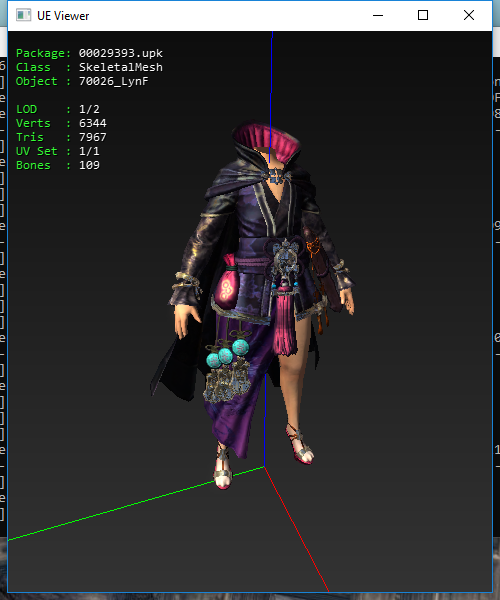 UE Viewer
Package: 00029393.upk
Class : SkeletalMesh
Object : 70026_LynF
LOD : 1/2
Verts : 6344
Tris : 7967
UV Set : 1/1
Bones : 109